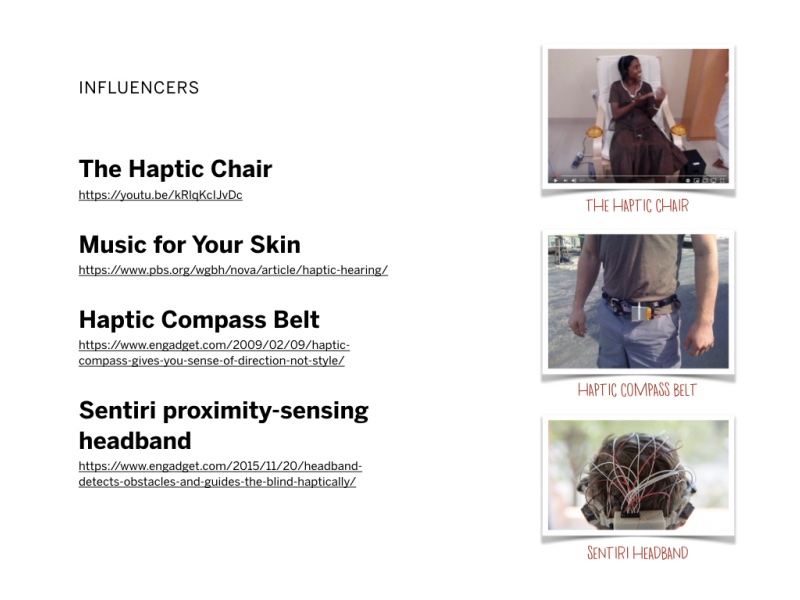 INFLUENCERS
The Haptic Chair
https://youtu.be/kRlqKcIJvDc
Music for Your Skin
https://www.pbs.org/wgbh/nova/article/haptic-hearing/
Haptic Compass Belt
https://www.engadget.com/2009/02/09/haptic-
compass-gives-you-sense-of-direction-not-style/
Sentiri proximity-sensing
headband
https://www.engadget.com/2015/11/20/headband-
detects-obstacles-and-guides-the-blind-haptically/
THE HAPTIC CHAIR
HAPTIC COMPASS BELT
SENTIRI HEADBAND